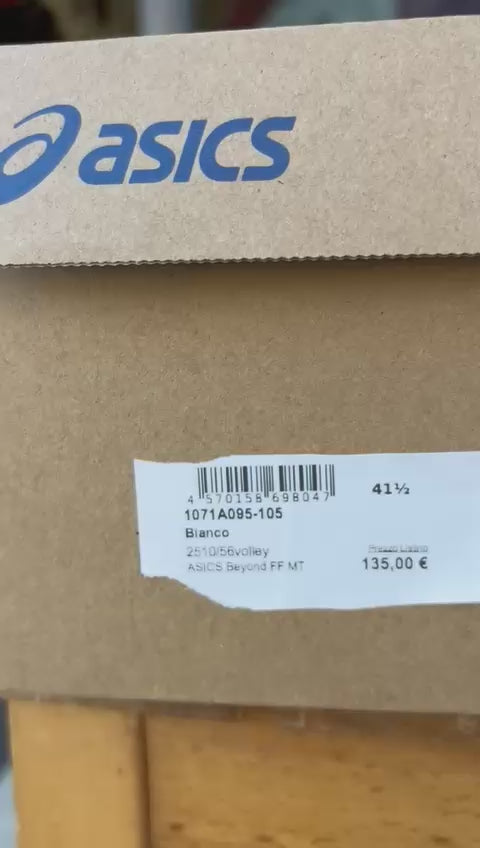 asics
4 570158 698047
41½
1071A095-105
Bianco
2510/56volley
ASICS Beyond FF MT
Prezzo Listino
135,00 €